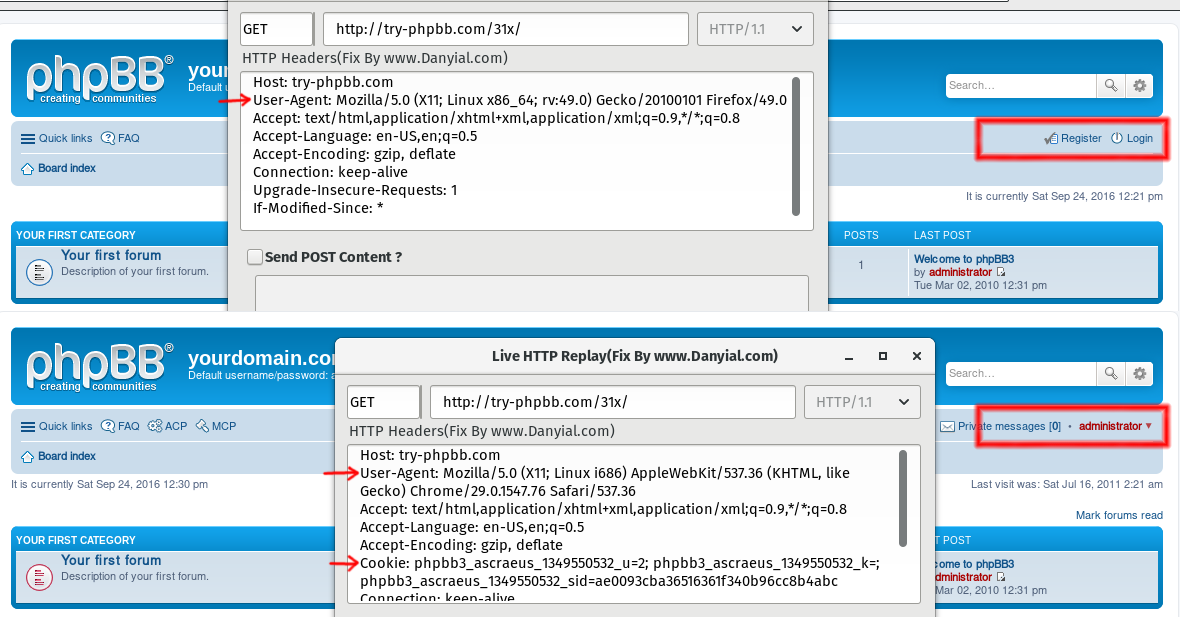 GET
http://try-phpbb.com/31x/
HTTP/1.1
HTTP Headers(Fix By www.Danyial.com)
Host: try-phpbb.com
User-Agent: Mozilla/5.0 (X11; Linux x86_64; rv:49.0) Gecko/20100101 Firefox/49.0
Accept: text/html,application/xhtml+xml,application/xml;q=0.9,*/*;q=0.8
Accept-Language: en-US,en;q=0.5
Accept-Encoding: gzip, deflate
Connection: keep-alive
Upgrade-Insecure-Requests: 1
If-Modified-Since: *
Send POST Content ?
phpBB®
creating communities
your
Default u
Search...
Quick links
FAQ
Register
Login
Board index
It is currently Sat Sep 24, 2016 12:21 pm
YOUR FIRST CATEGORY
POSTS
LAST POST
Your first forum
Description of your first forum.
1
Welcome to phpBB3
by administrator
Tue Mar 02, 2010 12:31 pm
phpBB®
creating communities
yourdomain.com
Default username/password: a
Search...
Live HTTP Replay(Fix By www.Danyial.com)
GET
http://try-phpbb.com/31x/
HTTP/1.1
HTTP Headers(Fix By www.Danyial.com)
Host: try-phpbb.com
User-Agent: Mozilla/5.0 (X11; Linux i686) AppleWebKit/537.36 (KHTML, like
Gecko) Chrome/29.0.1547.76 Safari/537.36
Accept: text/html,application/xhtml+xml,application/xml;q=0.9,*/*;q=0.8
Accept-Language: en-US,en;q=0.5
Accept-Encoding: gzip, deflate
Cookie: phpbb3_ascraeus_1349550532_u=2; phpbb3_ascraeus_1349550532_k=;
phpbb3_ascraeus_1349550532_sid=ae0093cba36516361f340b96cc8b4abc
Connection: keep-alive
Quick links
FAQ
ACP
MCP
Private messages [0]
•
administrator
Board index
It is currently Sat Sep 24, 2016 12:30 pm
Last visit was: Sat Jul 16, 2011 2:21 am
Mark forums read
YOUR FIRST CATEGORY
POST
Your first forum
Description of your first forum.
ome to phpBB3
dministrator
Mar 02, 2010 12:31 pm